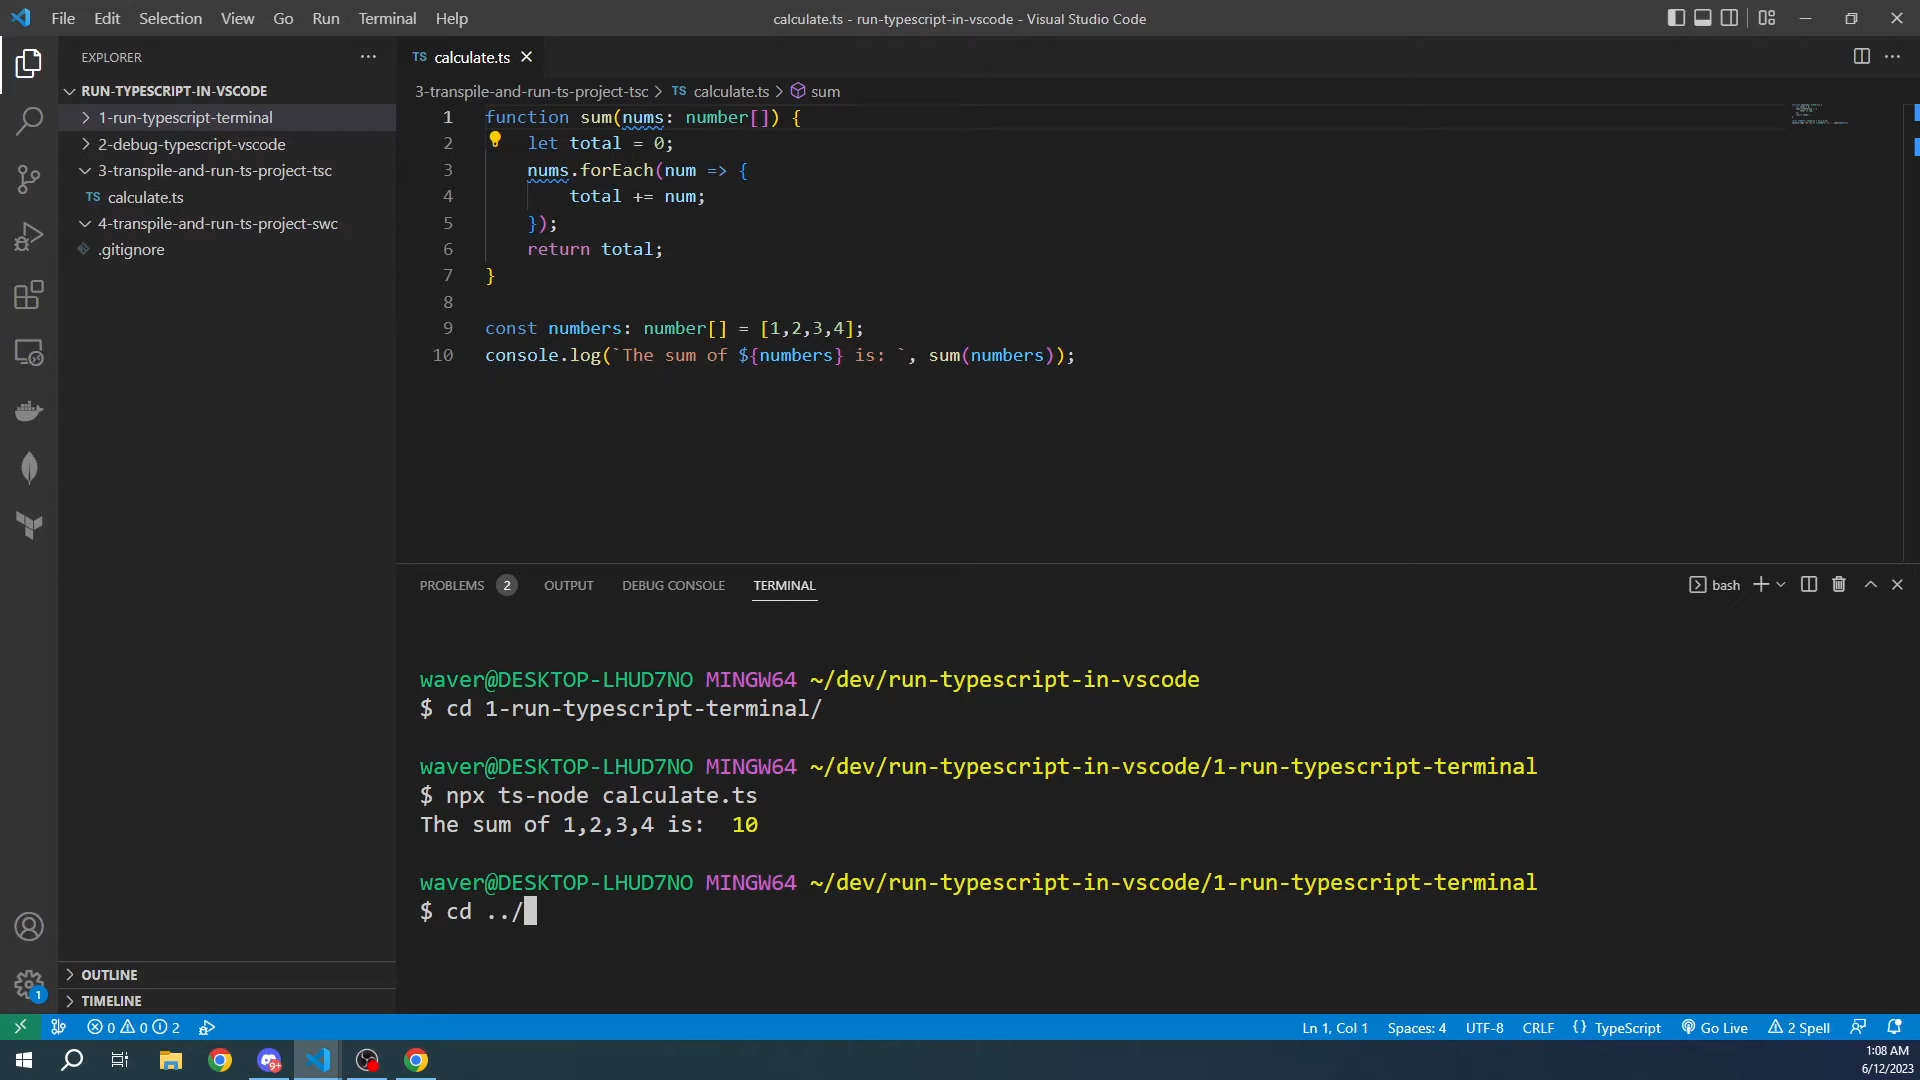 File Edit Selection View Go Run Terminal Help
calculate.ts - run-typescript-in-vscode - Visual Studio Code
EXPLORER
RUN-TYPESCRIPT-IN-VSCODE
1-run-typescript-terminal
2-debug-typescript-vscode
3-transpile-and-run-ts-project-tsc
TS calculate.ts
4-transpile-and-run-ts-project-swc
.gitignore
OUTLINE
TIMELINE
TS calculate.ts
3-transpile-and-run-ts-project-tsc > TS calculate.ts > sum
1 function sum(nums: number[]) {
2 let total = 0;
3 nums.forEach(num => {
4 total += num;
5 });
6 return total;
7 }
8
9 const numbers: number[] = [1,2,3,4];
10 console.log(`The sum of ${numbers} is: `, sum(numbers));
PROBLEMS 2 OUTPUT DEBUG CONSOLE TERMINAL
bash
waver@DESKTOP-LHUD7NO MINGW64 ~/dev/run-typescript-in-vscode
$ cd 1-run-typescript-terminal/
waver@DESKTOP-LHUD7NO MINGW64 ~/dev/run-typescript-in-vscode/1-run-typescript-terminal
$ npx ts-node calculate.ts
The sum of 1,2,3,4 is:  10
waver@DESKTOP-LHUD7NO MINGW64 ~/dev/run-typescript-in-vscode/1-run-typescript-terminal
$ cd ../
1
0 0 2
Ln 1, Col 1 Spaces: 4 UTF-8 CRLF {} TypeScript Go Live 2 Spell
9+
1:08 AM
6/12/2023